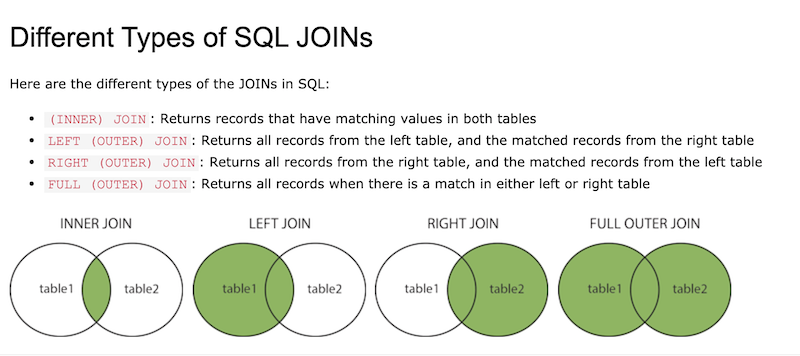 Different Types of SQL JOINs
Here are the different types of the JOINs in SQL:
• (INNER) JOIN: Returns records that have matching values in both tables
• LEFT (OUTER) JOIN: Returns all records from the left table, and the matched records from the right table
• RIGHT (OUTER) JOIN: Returns all records from the right table, and the matched records from the left table
• FULL (OUTER) JOIN: Returns all records when there is a match in either left or right table
INNER JOIN LEFT JOIN RIGHT JOIN FULL OUTER JOIN
table1 table2 table1 table2 table1 table2 table1 table2